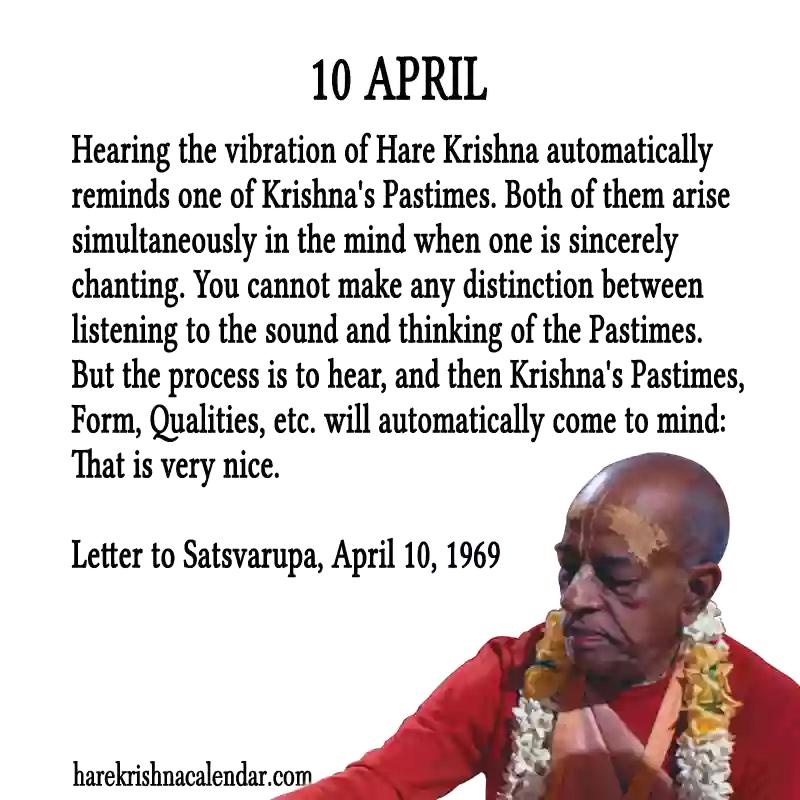 10 APRIL
Hearing the vibration of Hare Krishna automatically
reminds one of Krishna's Pastimes. Both of them arise
simultaneously in the mind when one is sincerely
chanting. You cannot make any distinction between
listening to the sound and thinking of the Pastimes.
But the process is to hear, and then Krishna's Pastimes,
Form, Qualities, etc. will automatically come to mind:
That is very nice.
Letter to Satsvarupa, April 10, 1969
harekrishnacalendar.com